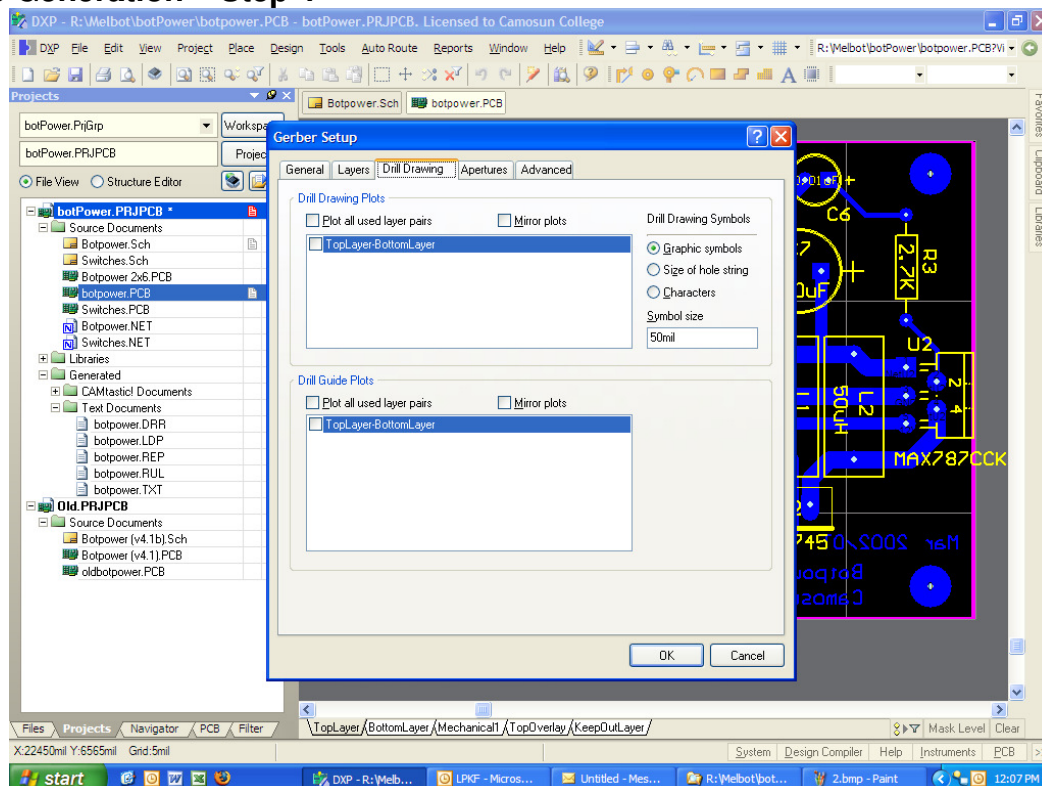 DXP - R:\Melbot\botPower\botpower.PCB - botPower.PRJPCB. Licensed to Camosun College
DXP File Edit View Project Place Design Tools Auto Route Reports Window Help R:\Melbot\botPower\botpower.PCB?Vi
Projects
Botpower.Sch botpower.PCB
botPower.PrjGrp Workspa
botPower.PRJPCB Projec
File View Structure Editor
botPower.PRJPCB *
Source Documents
Botpower.Sch
Switches.Sch
Botpower 2x6.PCB
botpower.PCB
Switches.PCB
Botpower.NET
Switches.NET
Libraries
Generated
CAMtastic! Documents
Text Documents
botpower.DRR
botpower.LDP
botpower.REP
botpower.RUL
botpower.TXT
Old.PRJPCB
Source Documents
Botpower (v4.1b).Sch
Botpower (v4.1).PCB
oldbotpower.PCB
Gerber Setup
General Layers Drill Drawing Apertures Advanced
Drill Drawing Plots
Plot all used layer pairs Mirror plots
TopLayer-BottomLayer
Drill Drawing Symbols
Graphic symbols
Size of hole string
Characters
Symbol size
50mil
Drill Guide Plots
Plot all used layer pairs Mirror plots
TopLayer-BottomLayer
OK Cancel
C6
R3
2.7K
U2
L2
50uH
2
4
MAX787CCK
745
Mar 2002/0
Camos
Favorites
Clipboard
Libraries
Files Projects Navigator PCB Filter
TopLayer BottomLayer Mechanical1 TopOverlay KeepOutLayer
Mask Level Clear
X:22450mil Y:6565mil Grid:5mil
System Design Compiler Help Instruments PCB >
start DXP - R:\Melb... LPKF - Micros... Untitled - Mes... R:\Melbot\bot... 2.bmp - Paint 12:07 PM